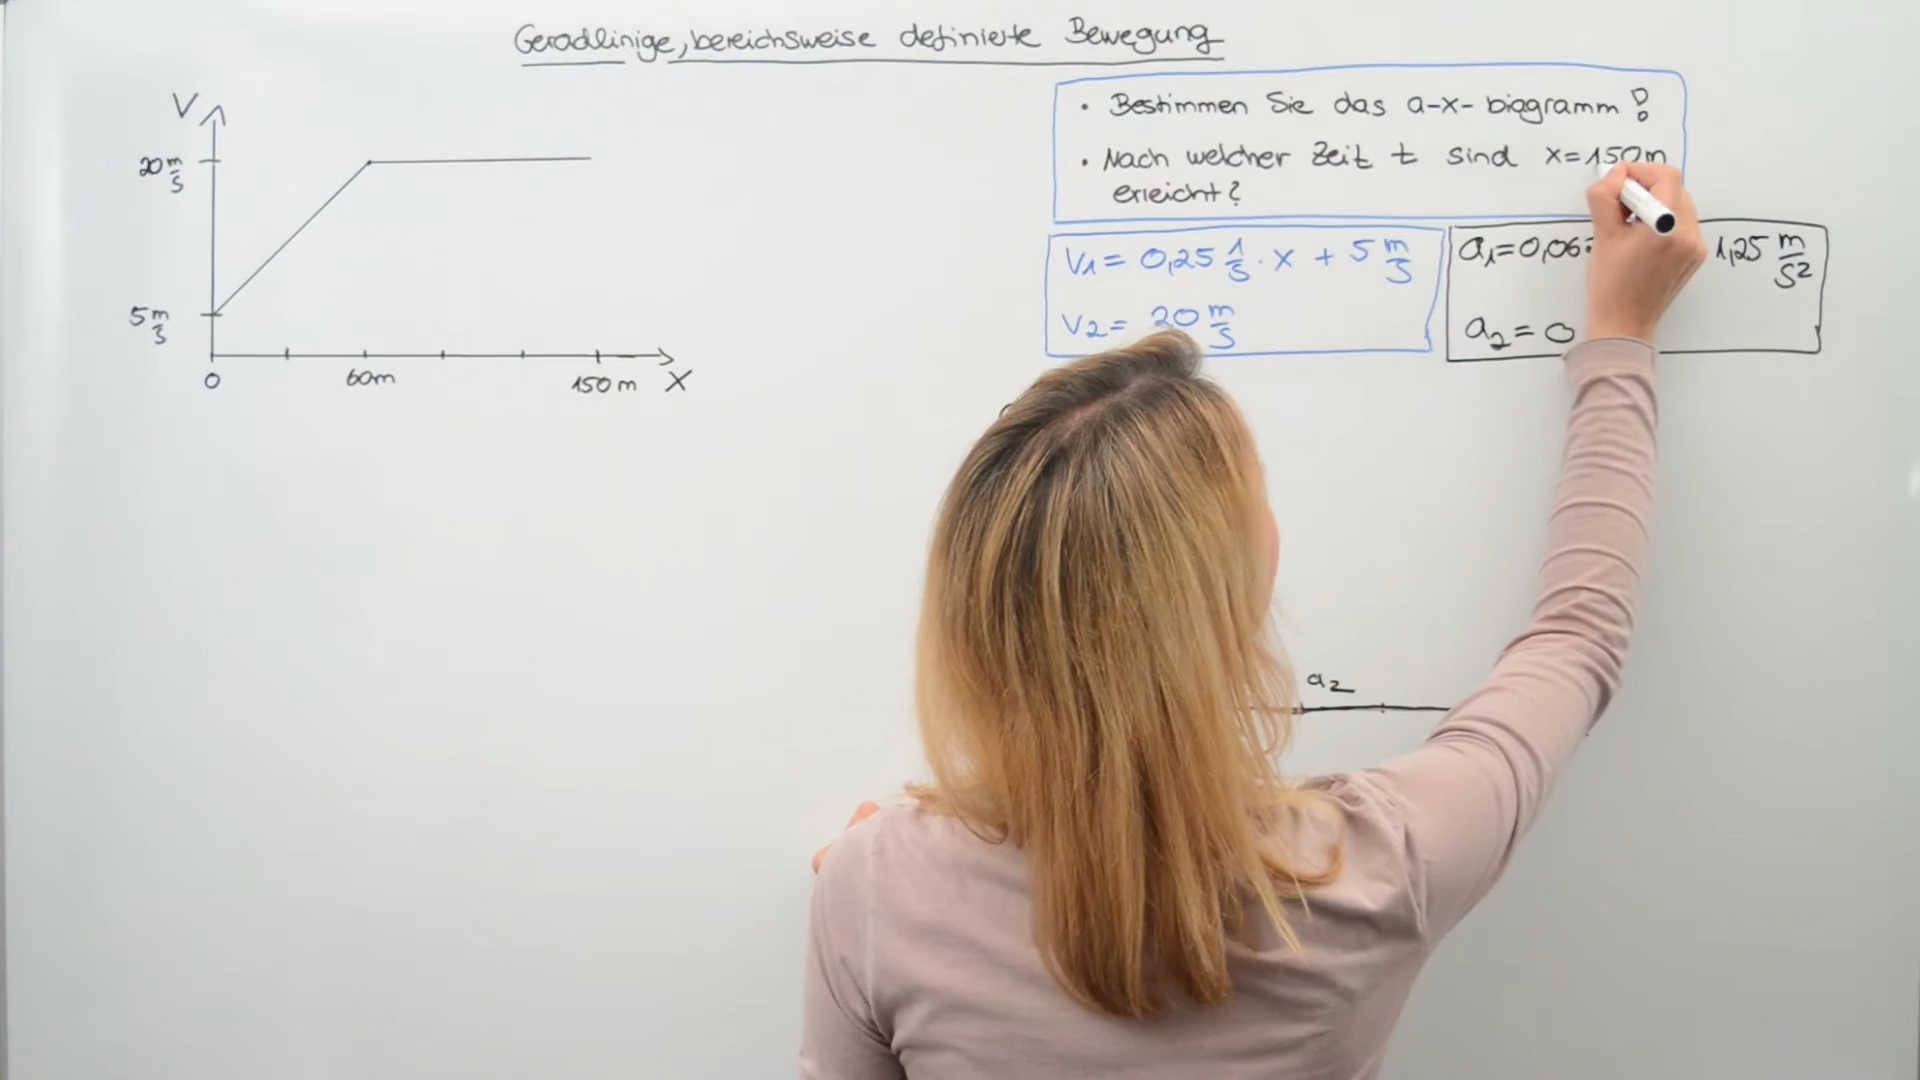 Geradlinige, bereichsweise definierte Bewegung
V
20 m/s
5 m/s
0 60m 150m X
• Bestimmen Sie das a-x-Diagramm!
• Nach welcher Zeit t sind x=150m
erreicht?
V1 = 0,25 1/s · x + 5 m/s
V2 = 20 m/s
a1=0,06 1,25 m/s²
a2 = 0
a2